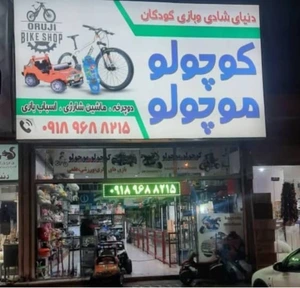 دنیای شادی وبازی کودکان
ORUJI
BIKE SHOP
کوچولو
موچولو
دوچرخه . ماشین شارژی . اسباب بازی
۰۹۱۸ ۹۶۸ ۸۲۱۵
۰۹۱۸ ۹۶۸ ۸۲۱۵